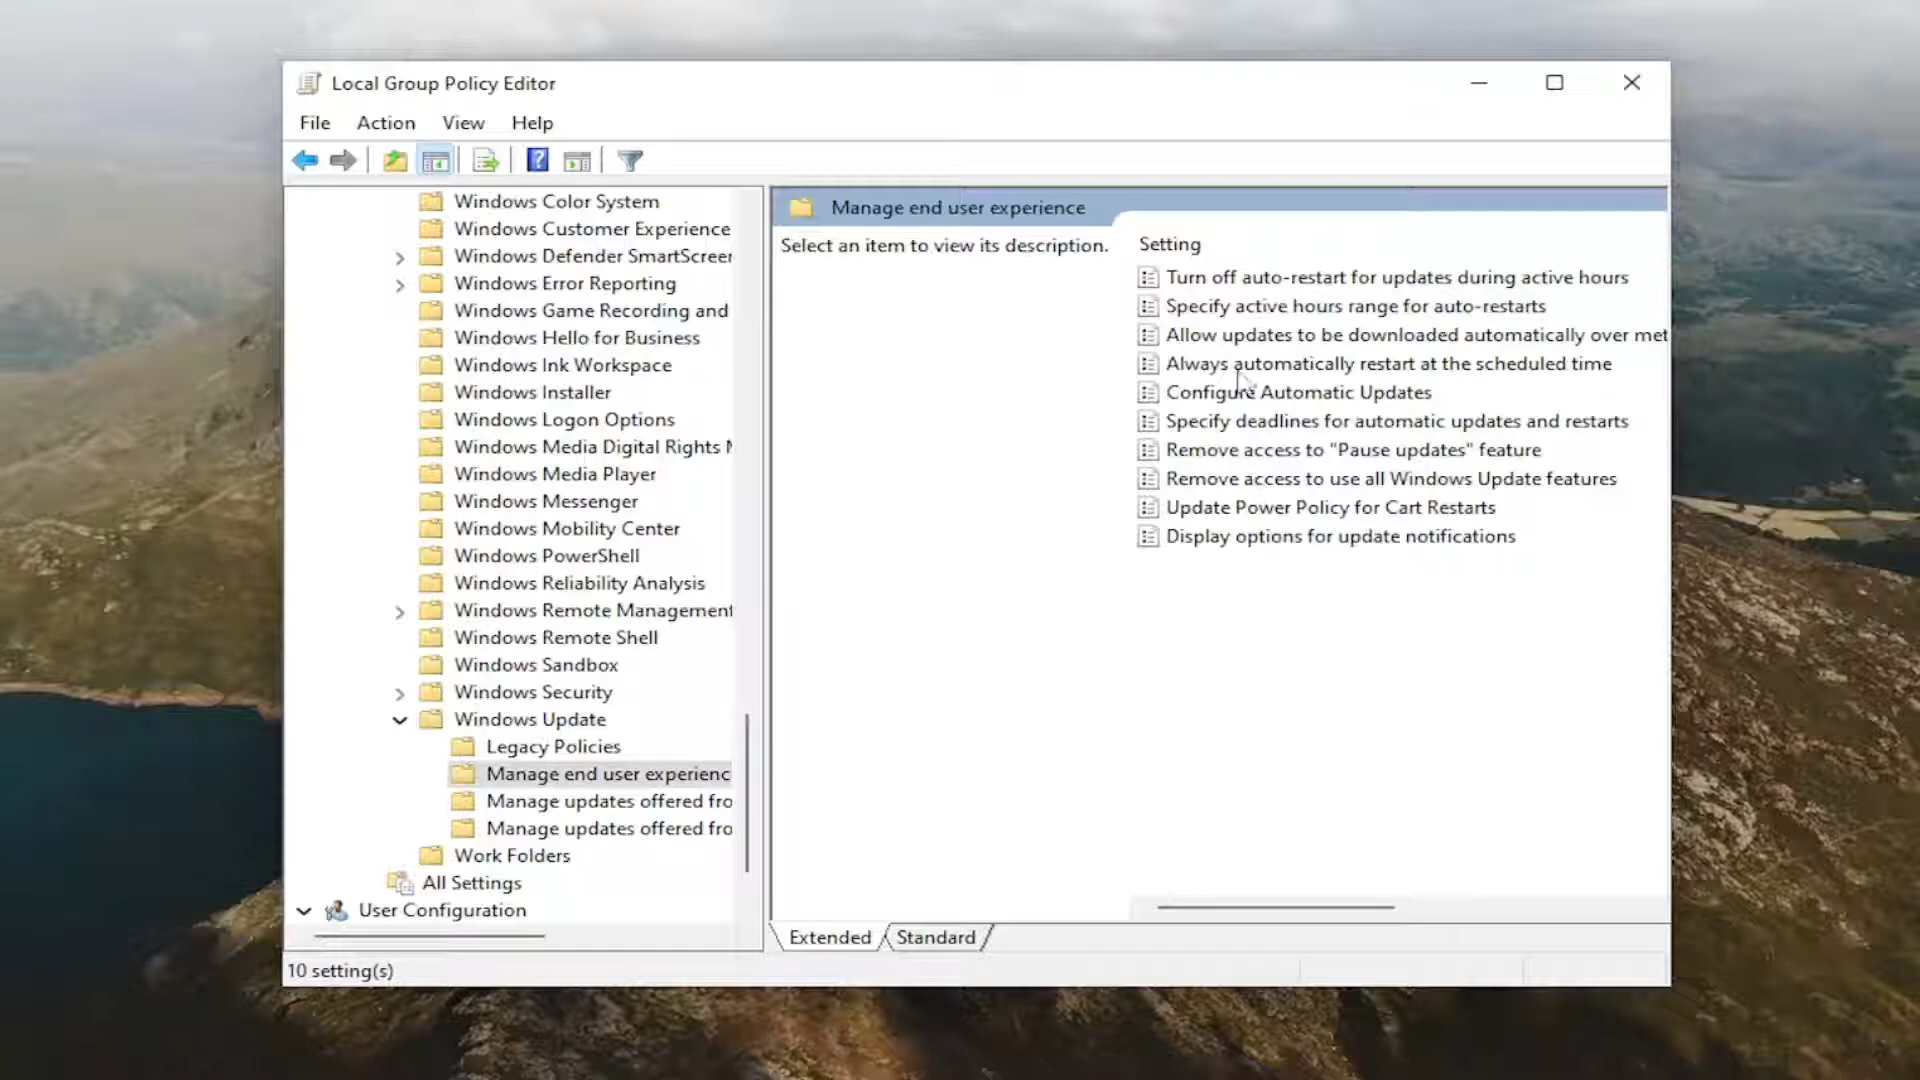 Local Group Policy Editor
File Action View Help
Windows Color System
Windows Customer Experience
Windows Defender SmartScreen
Windows Error Reporting
Windows Game Recording and
Windows Hello for Business
Windows Ink Workspace
Windows Installer
Windows Logon Options
Windows Media Digital Rights
Windows Media Player
Windows Messenger
Windows Mobility Center
Windows PowerShell
Windows Reliability Analysis
Windows Remote Management
Windows Remote Shell
Windows Sandbox
Windows Security
Windows Update
Legacy Policies
Manage end user experienc
Manage updates offered fro
Manage updates offered fro
Work Folders
All Settings
User Configuration
Manage end user experience
Select an item to view its description.
Setting
Turn off auto-restart for updates during active hours
Specify active hours range for auto-restarts
Allow updates to be downloaded automatically over met
Always automatically restart at the scheduled time
Configure Automatic Updates
Specify deadlines for automatic updates and restarts
Remove access to "Pause updates" feature
Remove access to use all Windows Update features
Update Power Policy for Cart Restarts
Display options for update notifications
Extended Standard
10 setting(s)